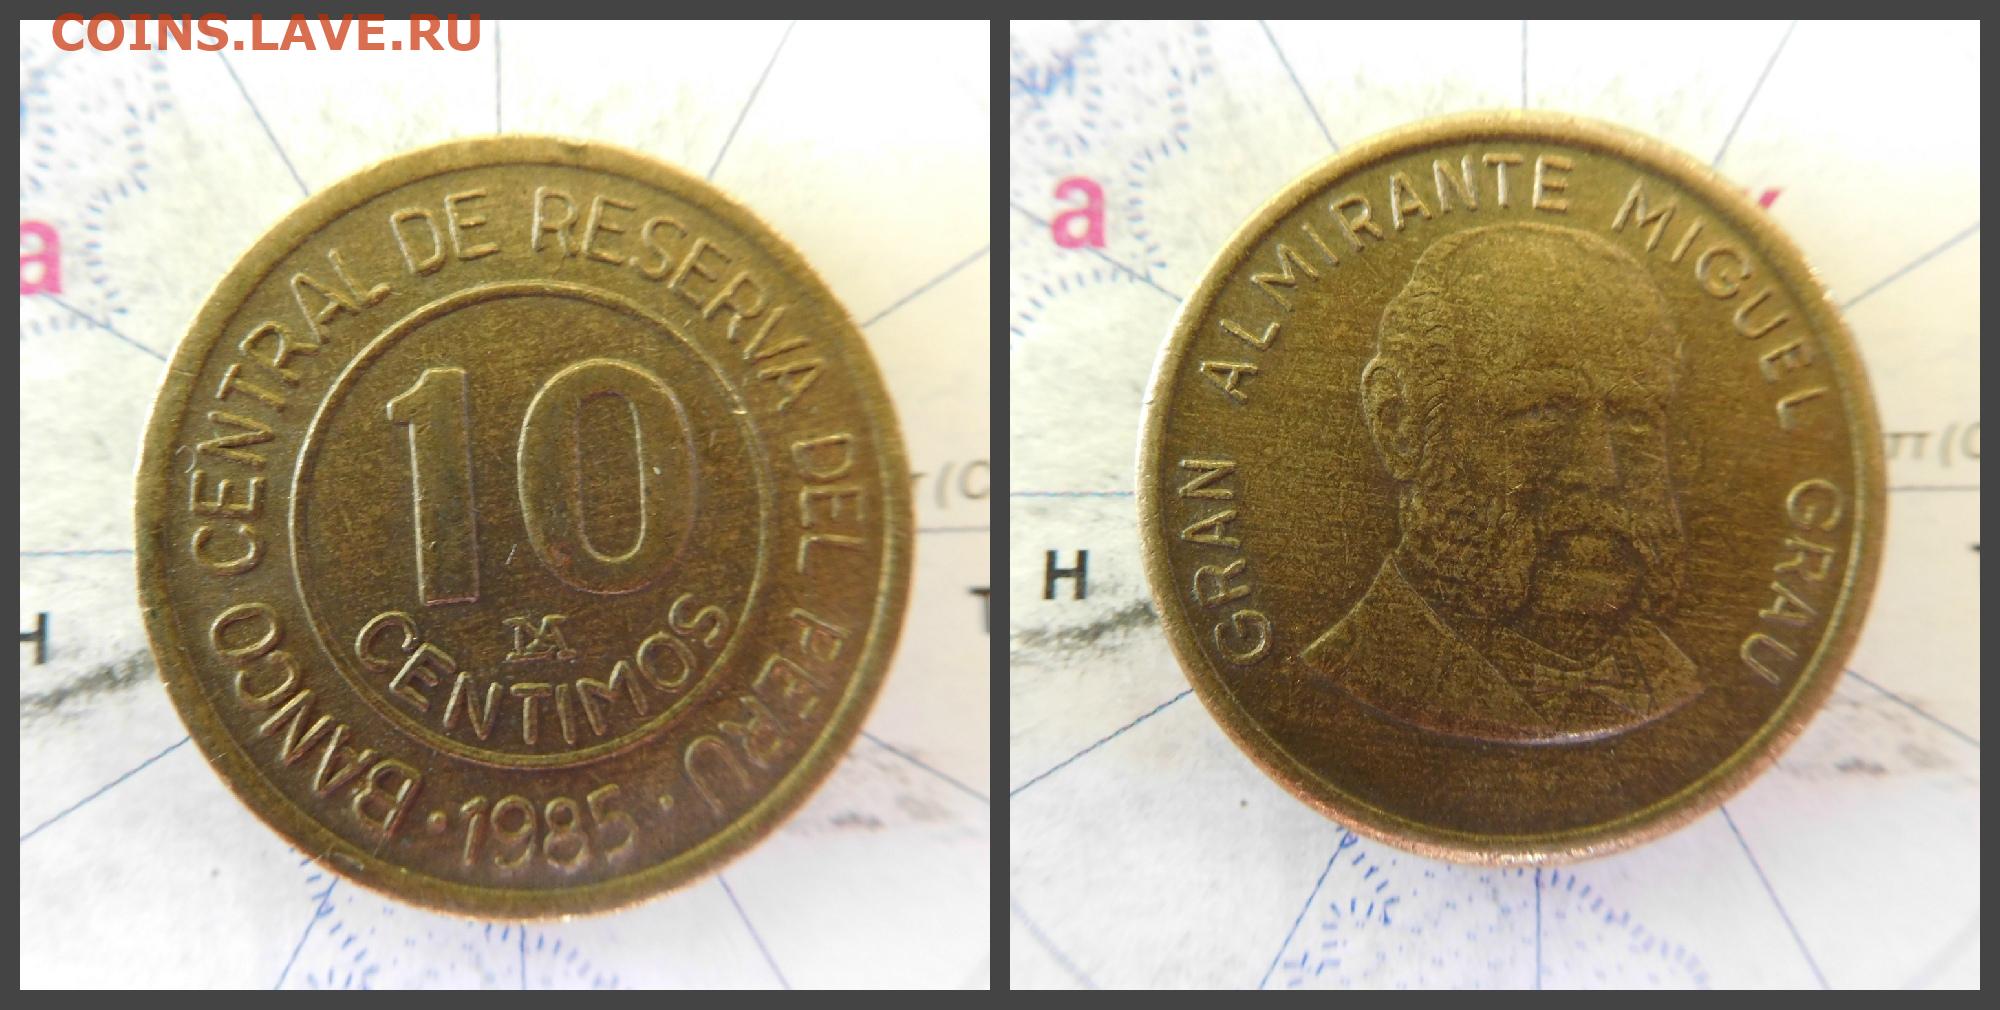 COINS.LAVE.RU
BANCO CENTRAL DE RESERVA DEL PERU
10
CENTIMOS
· 1985 ·
a
H
GRAN ALMIRANTE MIGUEL GRAU
a
H